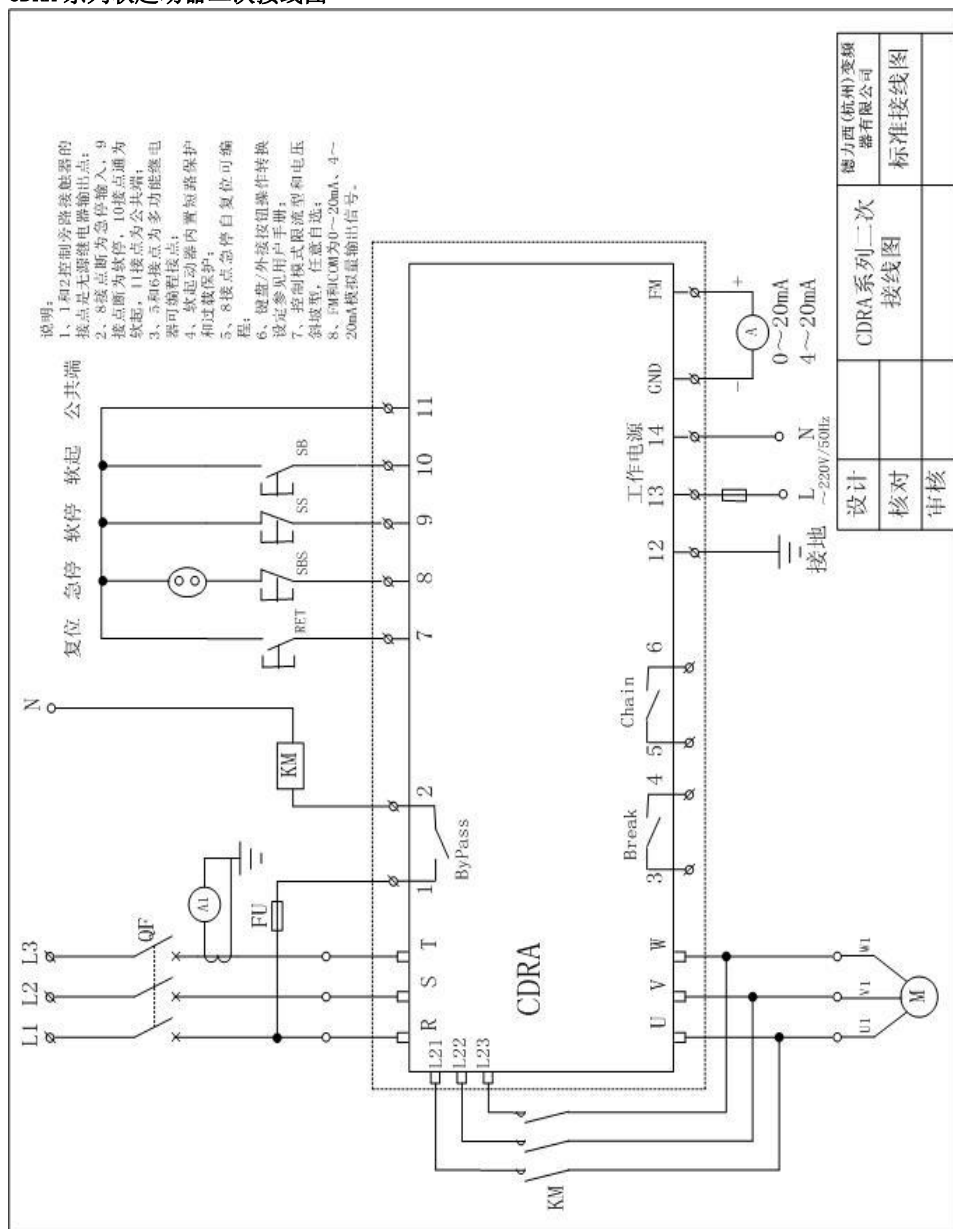 说明:
1、1和2控制旁路接触器的
接点是无源继电器输出点;
2、8接点断为急停输入,9
接点断为软停,10接点通为
软起,11接点为公共端;
3、5和6接点为多功能继电
器可编程接点;
4、软起动器内置短路保护
和过载保护;
5、8接点急停自复位可编
程;
6、键盘/外接按钮操作转换
设定参见用户手册;
7、控制模式限流型和电压
斜坡型,任意自选;
8、FM和COM为0～20mA、4～
20mA模拟量输出信号。
L1 L2 L3
QF
A1
FU
N
KM
复位 急停 软停 软起 公共端
RET SBS SS SB
R S T 1 2 7 8 9 10 11
ByPass
L21
L22
L23
CDRA
KM
Break Chain
工作电源
U V W 3 4 5 6 12 13 14 GND FM
U1 V1 W1
M
接地
L N
～220V/50Hz
- A +
0～20mA
4～20mA
设计
核对
审核
CDRA系列二次
接线图
德力西(杭州)变频
器有限公司
标准接线图